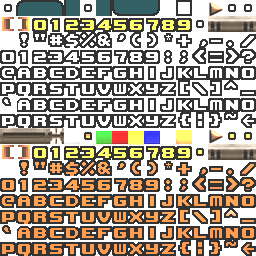 [ ] 0123456789
!"#$%&'()*+,-./
0123456789:;<=>?
@ABCDEFGHIJKLMNO
PQRSTUVWXYZ[\]^_
`ABCDEFGHIJKLMNO
PQRSTUVWXYZ{¦}~←
[ ] 0123456789
!"#$%&'()*+,-./
0123456789:;<=>?
@ABCDEFGHIJKLMNO
PQRSTUVWXYZ[\]^_
`ABCDEFGHIJKLMNO
PQRSTUVWXYZ{¦}~←